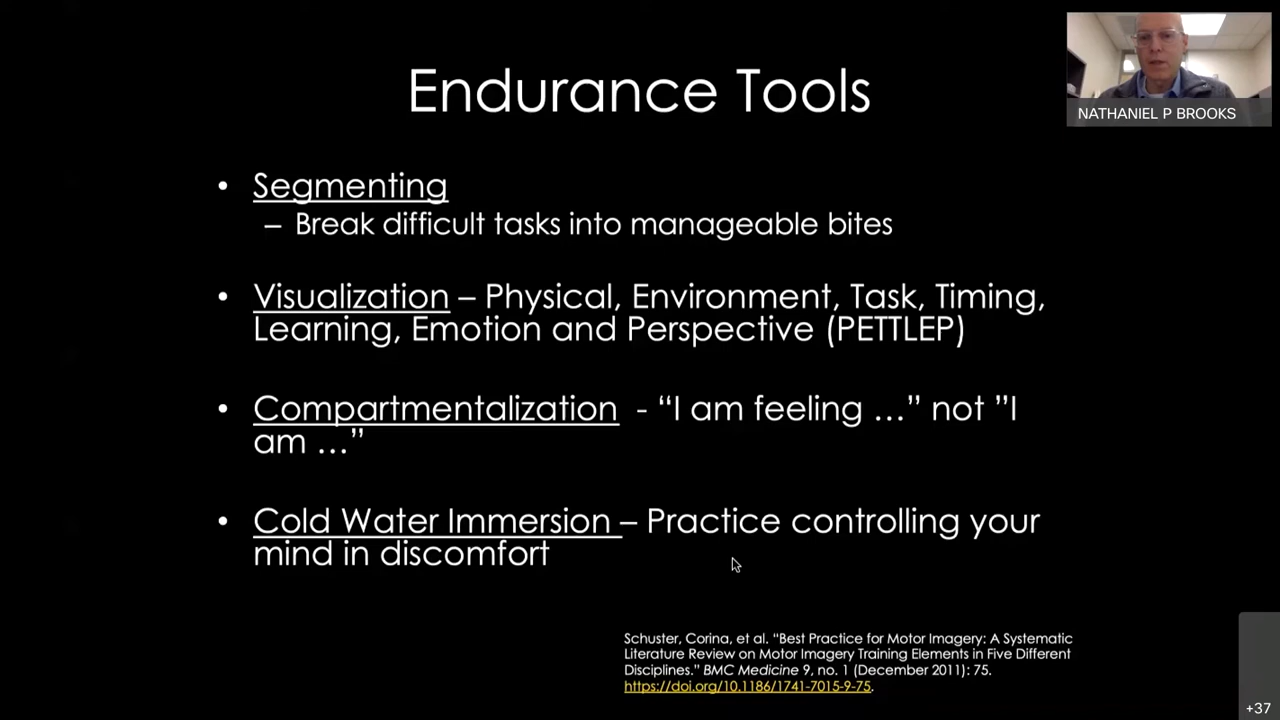 Endurance Tools
NATHANIEL P BROOKS
• Segmenting
– Break difficult tasks into manageable bites
• Visualization – Physical, Environment, Task, Timing,
Learning, Emotion and Perspective (PETTLEP)
• Compartmentalization - “I am feeling …” not ”I
am …”
• Cold Water Immersion – Practice controlling your
mind in discomfort
Schuster, Corina, et al. “Best Practice for Motor Imagery: A Systematic
Literature Review on Motor Imagery Training Elements in Five Different
Disciplines.” BMC Medicine 9, no. 1 (December 2011): 75.
https://doi.org/10.1186/1741-7015-9-75.
+37